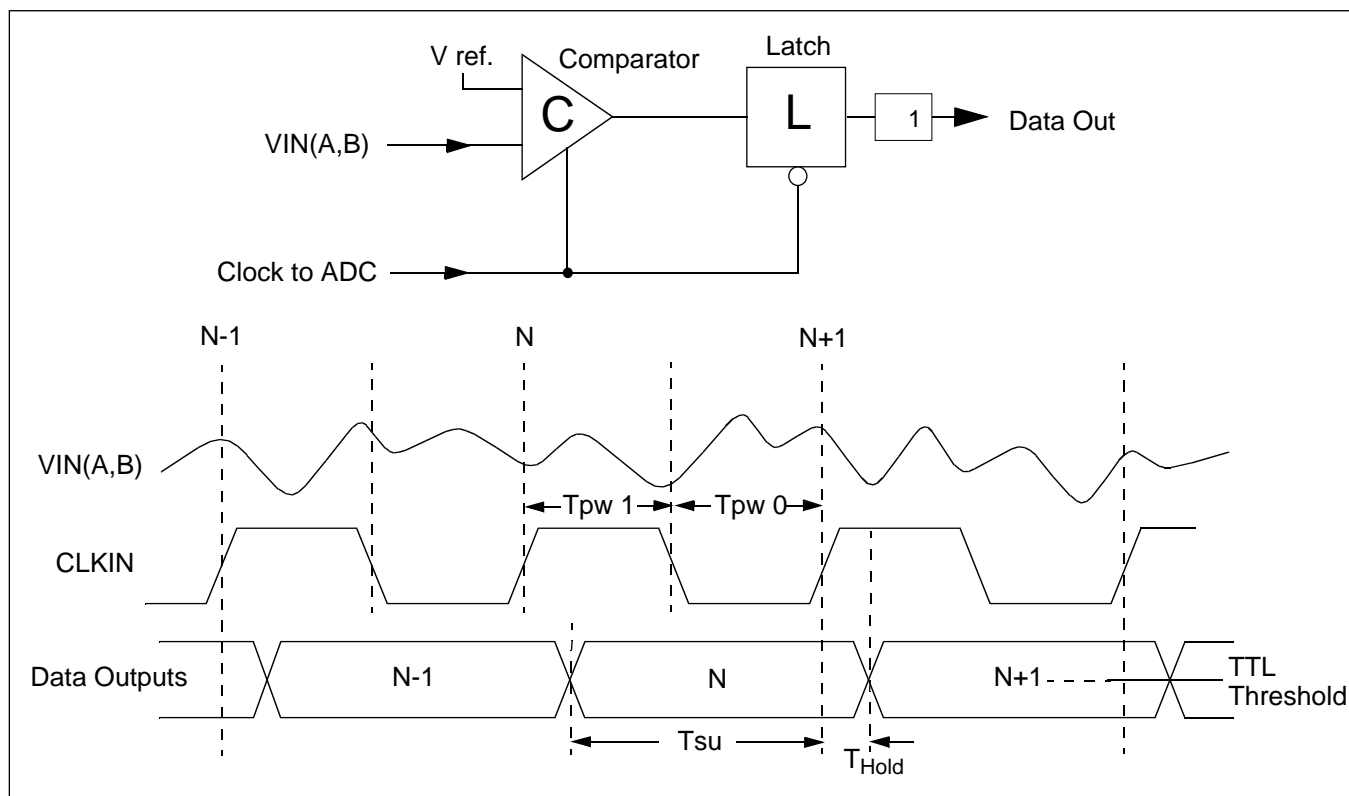 V ref.
Comparator
Latch
C
L
1
Data Out
VIN(A,B)
Clock to ADC
N-1
N
N+1
VIN(A,B)
Tpw 1
Tpw 0
CLKIN
Data Outputs
N-1
N
N+1
TTL
Threshold
Tsu
THold